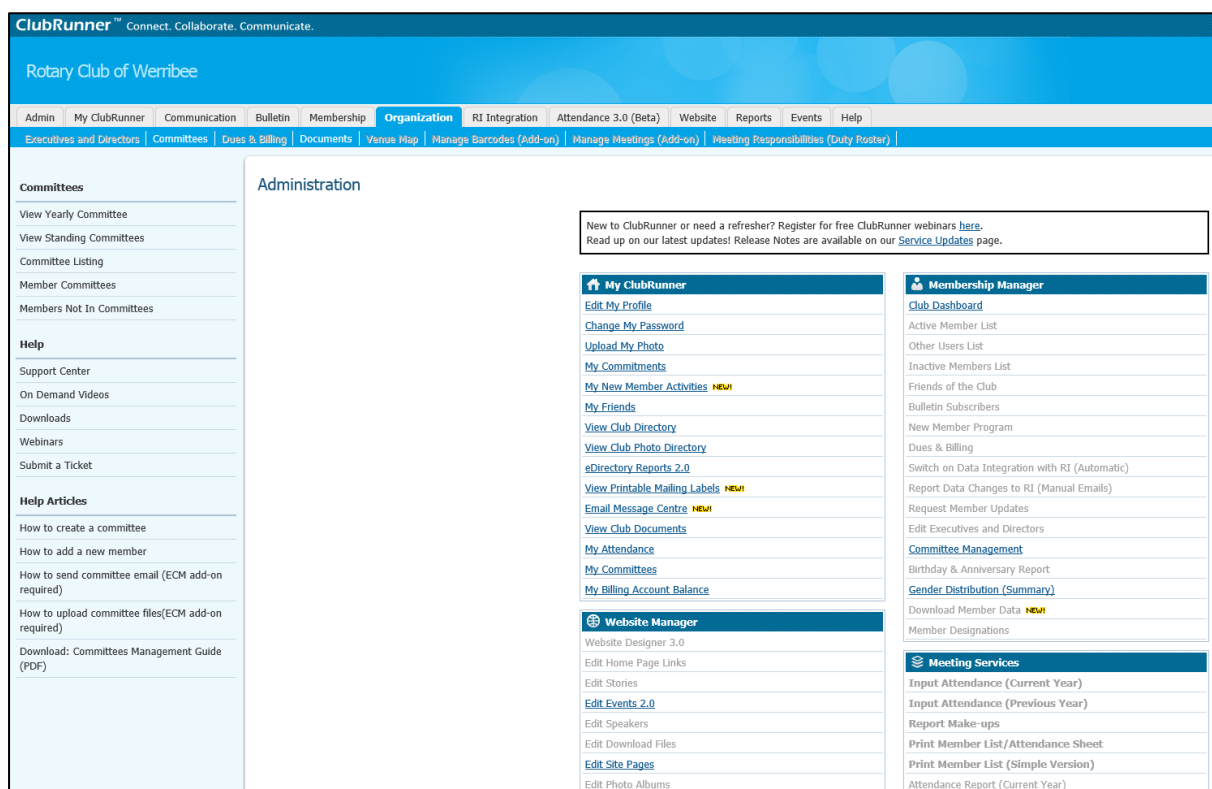 ClubRunner™ Connect. Collaborate. Communicate.
Rotary Club of Werribee
Admin My ClubRunner Communication Bulletin Membership Organization RI Integration Attendance 3.0 (Beta) Website Reports Events Help
Executives and Directors | Committees | Dues & Billing | Documents | Venue Map | Manage Barcodes (Add-on) | Manage Meetings (Add-on) | Meeting Responsibilities (Duty Roster) |
Committees
View Yearly Committee
View Standing Committees
Committee Listing
Member Committees
Members Not In Committees
Help
Support Center
On Demand Videos
Downloads
Webinars
Submit a Ticket
Help Articles
How to create a committee
How to add a new member
How to send committee email (ECM add-on
required)
How to upload committee files(ECM add-on
required)
Download: Committees Management Guide
(PDF)
Administration
New to ClubRunner or need a refresher? Register for free ClubRunner webinars here.
Read up on our latest updates! Release Notes are available on our Service Updates page.
My ClubRunner
Edit My Profile
Change My Password
Upload My Photo
My Commitments
My New Member Activities NEW!
My Friends
View Club Directory
View Club Photo Directory
eDirectory Reports 2.0
View Printable Mailing Labels NEW!
Email Message Centre NEW!
View Club Documents
My Attendance
My Committees
My Billing Account Balance
Website Manager
Website Designer 3.0
Edit Home Page Links
Edit Stories
Edit Events 2.0
Edit Speakers
Edit Download Files
Edit Site Pages
Edit Photo Albums
Membership Manager
Club Dashboard
Active Member List
Other Users List
Inactive Members List
Friends of the Club
Bulletin Subscribers
New Member Program
Dues & Billing
Switch on Data Integration with RI (Automatic)
Report Data Changes to RI (Manual Emails)
Request Member Updates
Edit Executives and Directors
Committee Management
Birthday & Anniversary Report
Gender Distribution (Summary)
Download Member Data NEW!
Member Designations
Meeting Services
Input Attendance (Current Year)
Input Attendance (Previous Year)
Report Make-ups
Print Member List/Attendance Sheet
Print Member List (Simple Version)
Attendance Report (Current Year)